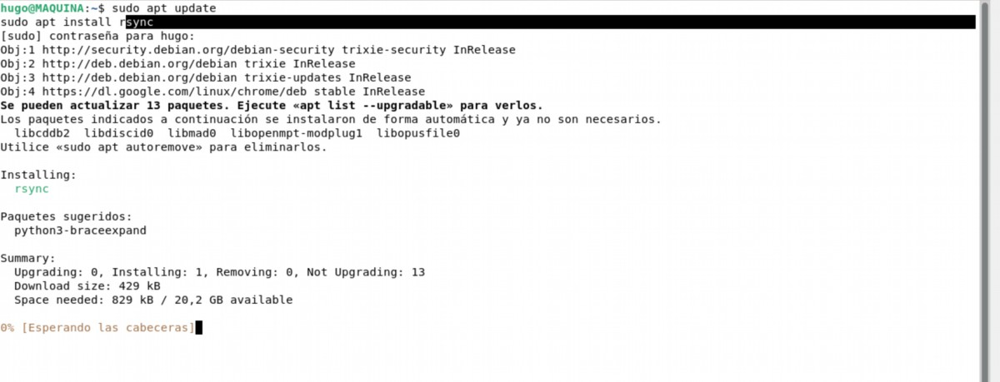 hugo@MAQUINA:~$ sudo apt update
sudo apt install rsync
[sudo] contraseña para hugo:
Obj:1 http://security.debian.org/debian-security trixie-security InRelease
Obj:2 http://deb.debian.org/debian trixie InRelease
Obj:3 http://deb.debian.org/debian trixie-updates InRelease
Obj:4 https://dl.google.com/linux/chrome/deb stable InRelease
Se pueden actualizar 13 paquetes. Ejecute «apt list --upgradable» para verlos.
Los paquetes indicados a continuación se instalaron de forma automática y ya no son necesarios.
  libcddb2  libdiscid0  libmad0  libopenmpt-modplug1  libopusfile0
Utilice «sudo apt autoremove» para eliminarlos.

Installing:
  rsync

Paquetes sugeridos:
  python3-braceexpand

Summary:
  Upgrading: 0, Installing: 1, Removing: 0, Not Upgrading: 13
  Download size: 429 kB
  Space needed: 829 kB / 20,2 GB available

0% [Esperando las cabeceras]